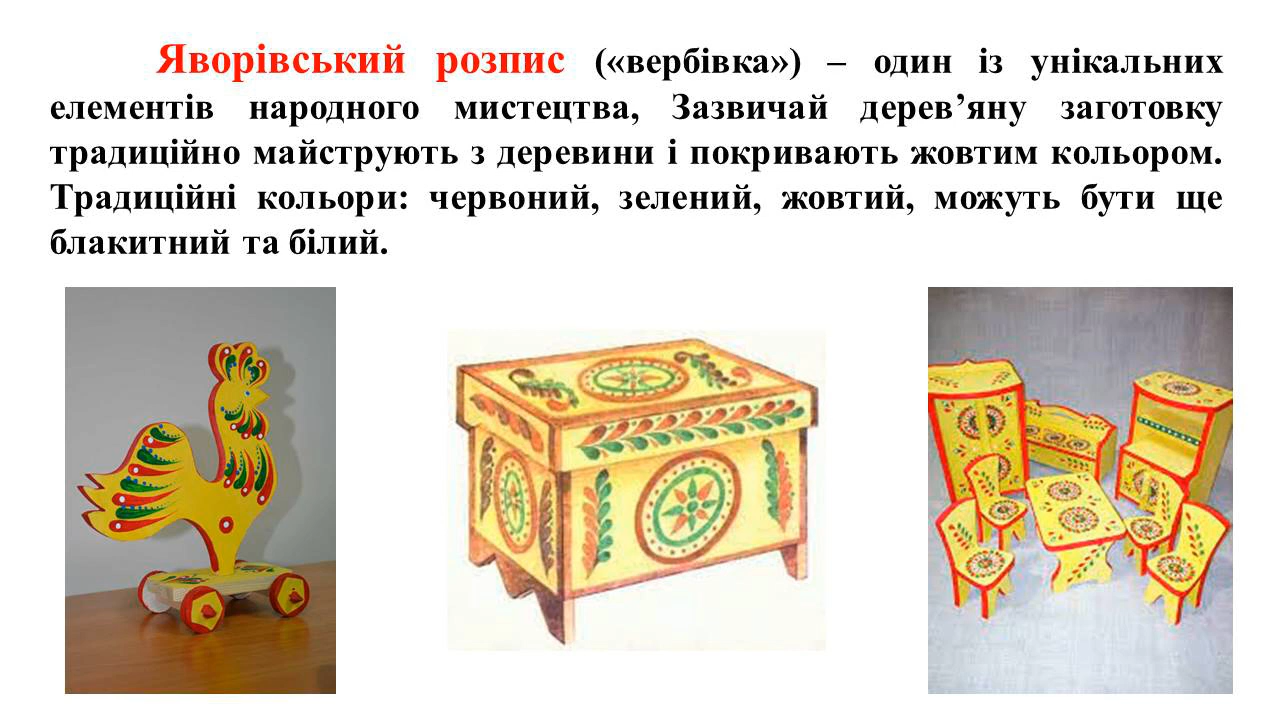 Яворівський розпис («вербівка») – один із унікальних
елементів народного мистецтва, Зазвичай дерев’яну заготовку
традиційно майструють з деревини і покривають жовтим кольором.
Традиційні кольори: червоний, зелений, жовтий, можуть бути ще
блакитний та білий.